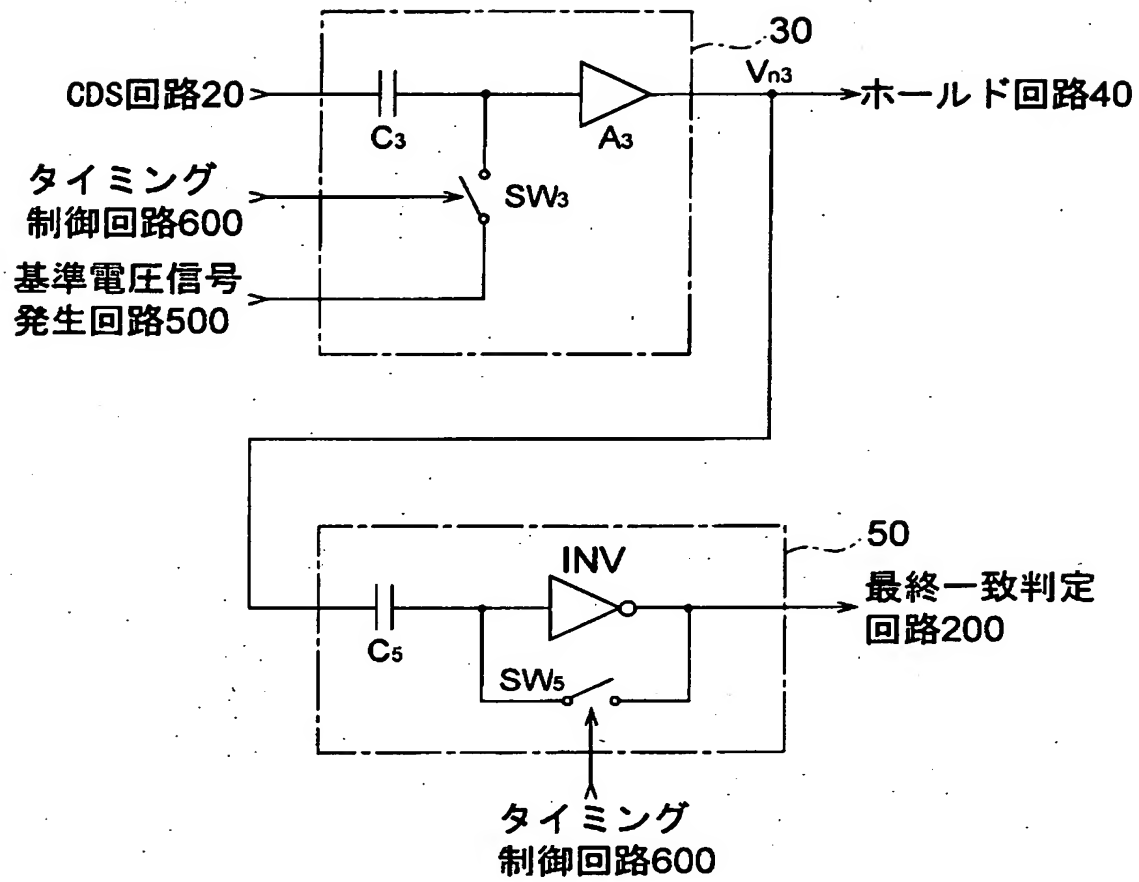 30
CDS回路20
C3
A3
Vn3
ホールド回路40
タイミング
制御回路600
SW3
基準電圧信号
発生回路500
50
INV
C5
SW5
最終一致判定
回路200
タイミング
制御回路600